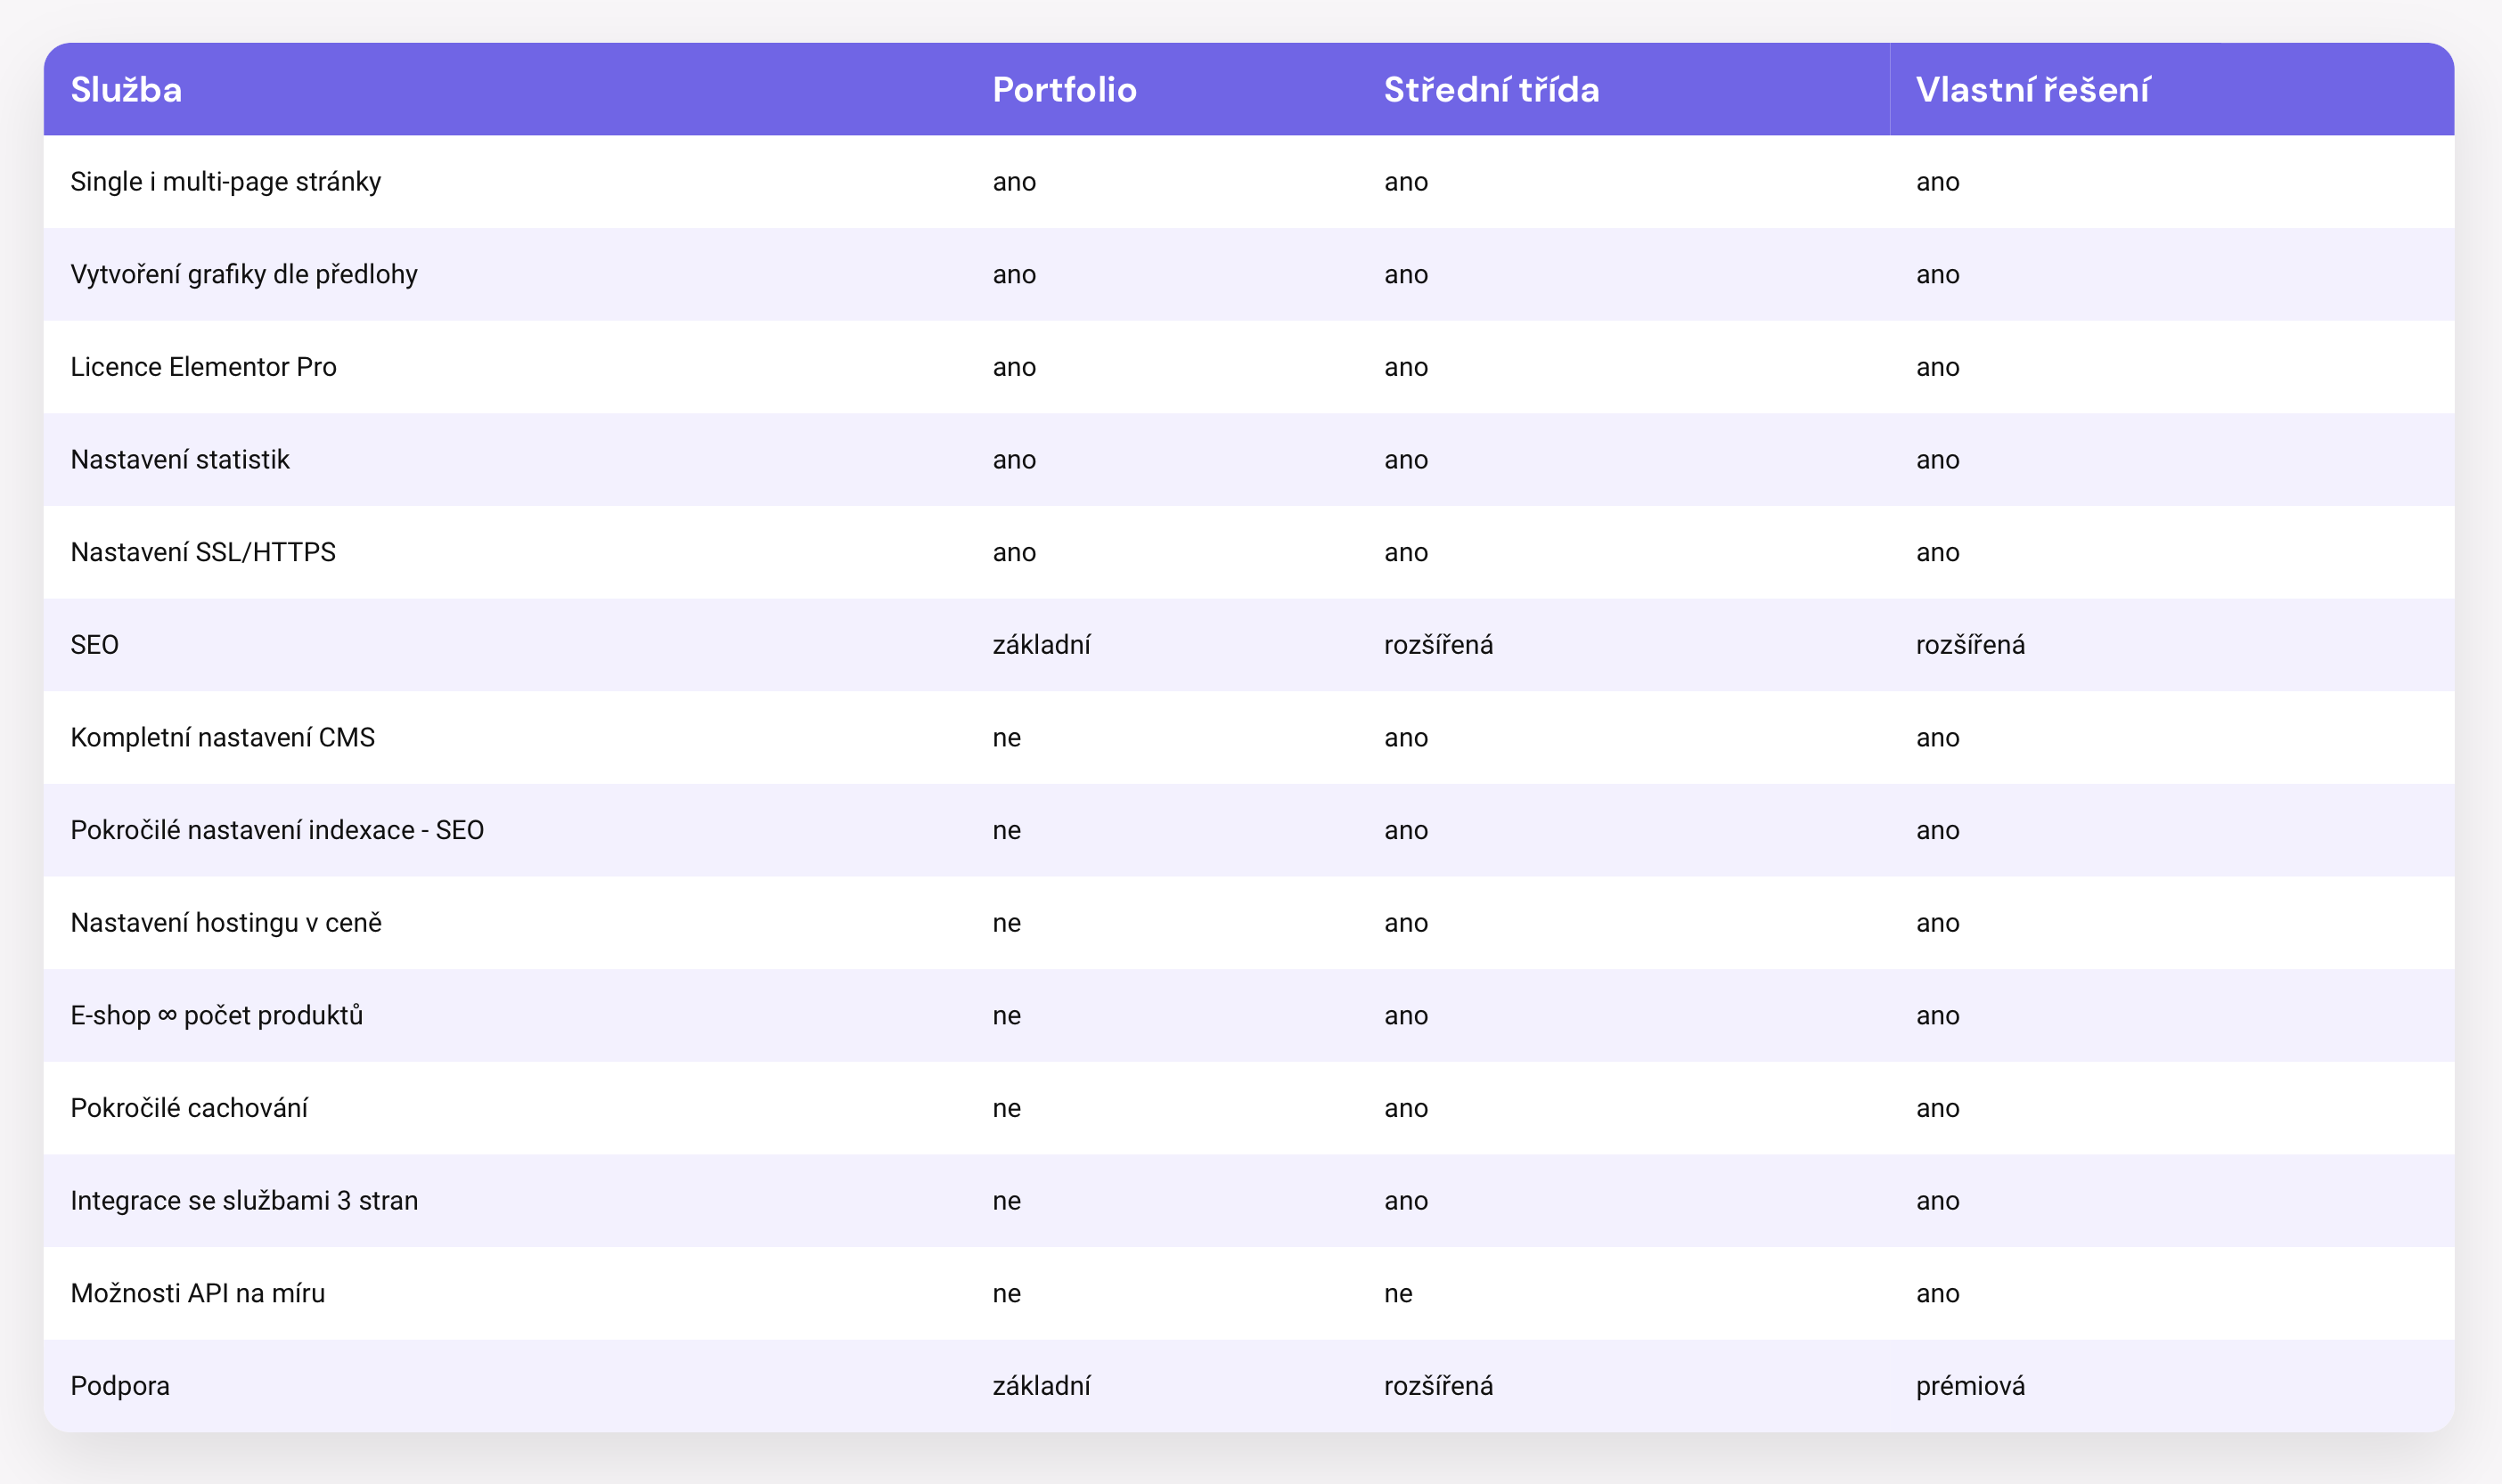 Služba Portfolio Střední třída Vlastní řešení
Single i multi-page stránky ano ano ano
Vytvoření grafiky dle předlohy ano ano ano
Licence Elementor Pro ano ano ano
Nastavení statistik ano ano ano
Nastavení SSL/HTTPS ano ano ano
SEO základní rozšířená rozšířená
Kompletní nastavení CMS ne ano ano
Pokročilé nastavení indexace - SEO ne ano ano
Nastavení hostingu v ceně ne ano ano
E-shop ∞ počet produktů ne ano ano
Pokročilé cachování ne ano ano
Integrace se službami 3 stran ne ano ano
Možnosti API na míru ne ne ano
Podpora základní rozšířená prémiová